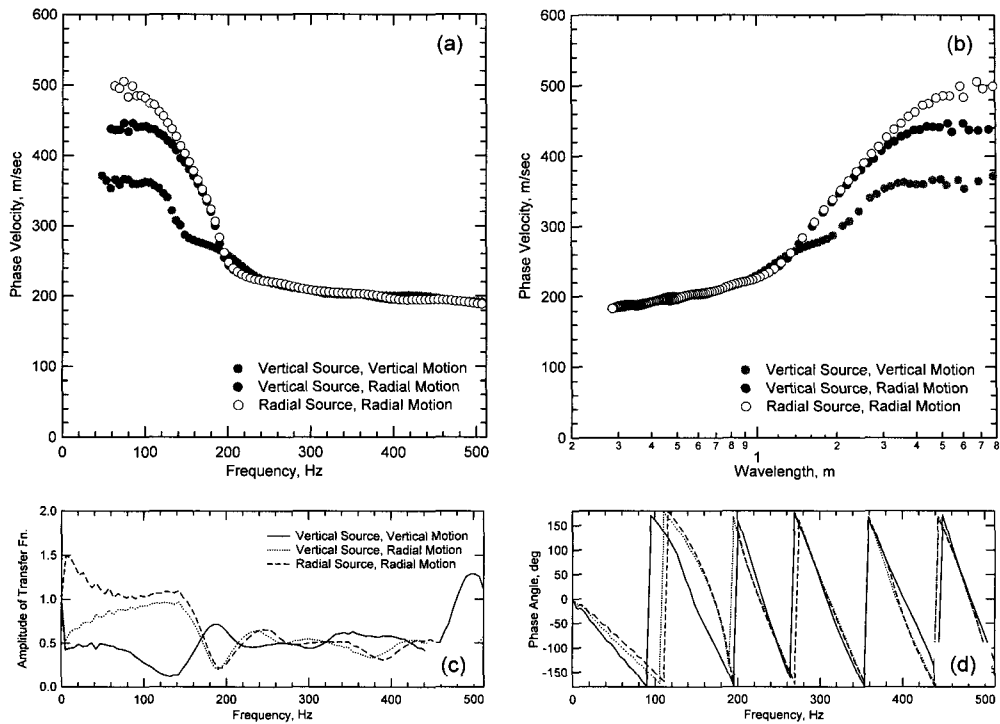 600
500
400
300
200
100
0
Phase Velocity, m/sec
(a)
Vertical Source, Vertical Motion
Vertical Source, Radial Motion
Radial Source, Radial Motion
0 100 200 300 400 500
Frequency, Hz
600
500
400
300
200
100
0
Phase Velocity, m/sec
(b)
Vertical Source, Vertical Motion
Vertical Source, Radial Motion
Radial Source, Radial Motion
2 3 4 5 6 7 8 9 1 2 3 4 5 6 7 8
Wavelength, m
2.0
1.5
1.0
0.5
0.0
Amplitude of Transfer Fn.
Vertical Source, Vertical Motion
Vertical Source, Radial Motion
Radial Source, Radial Motion
(c)
0 100 200 300 400 500
Frequency, Hz
150
100
50
0
-50
-100
-150
Phase Angle, deg
(d)
0 100 200 300 400 500
Frequency, Hz